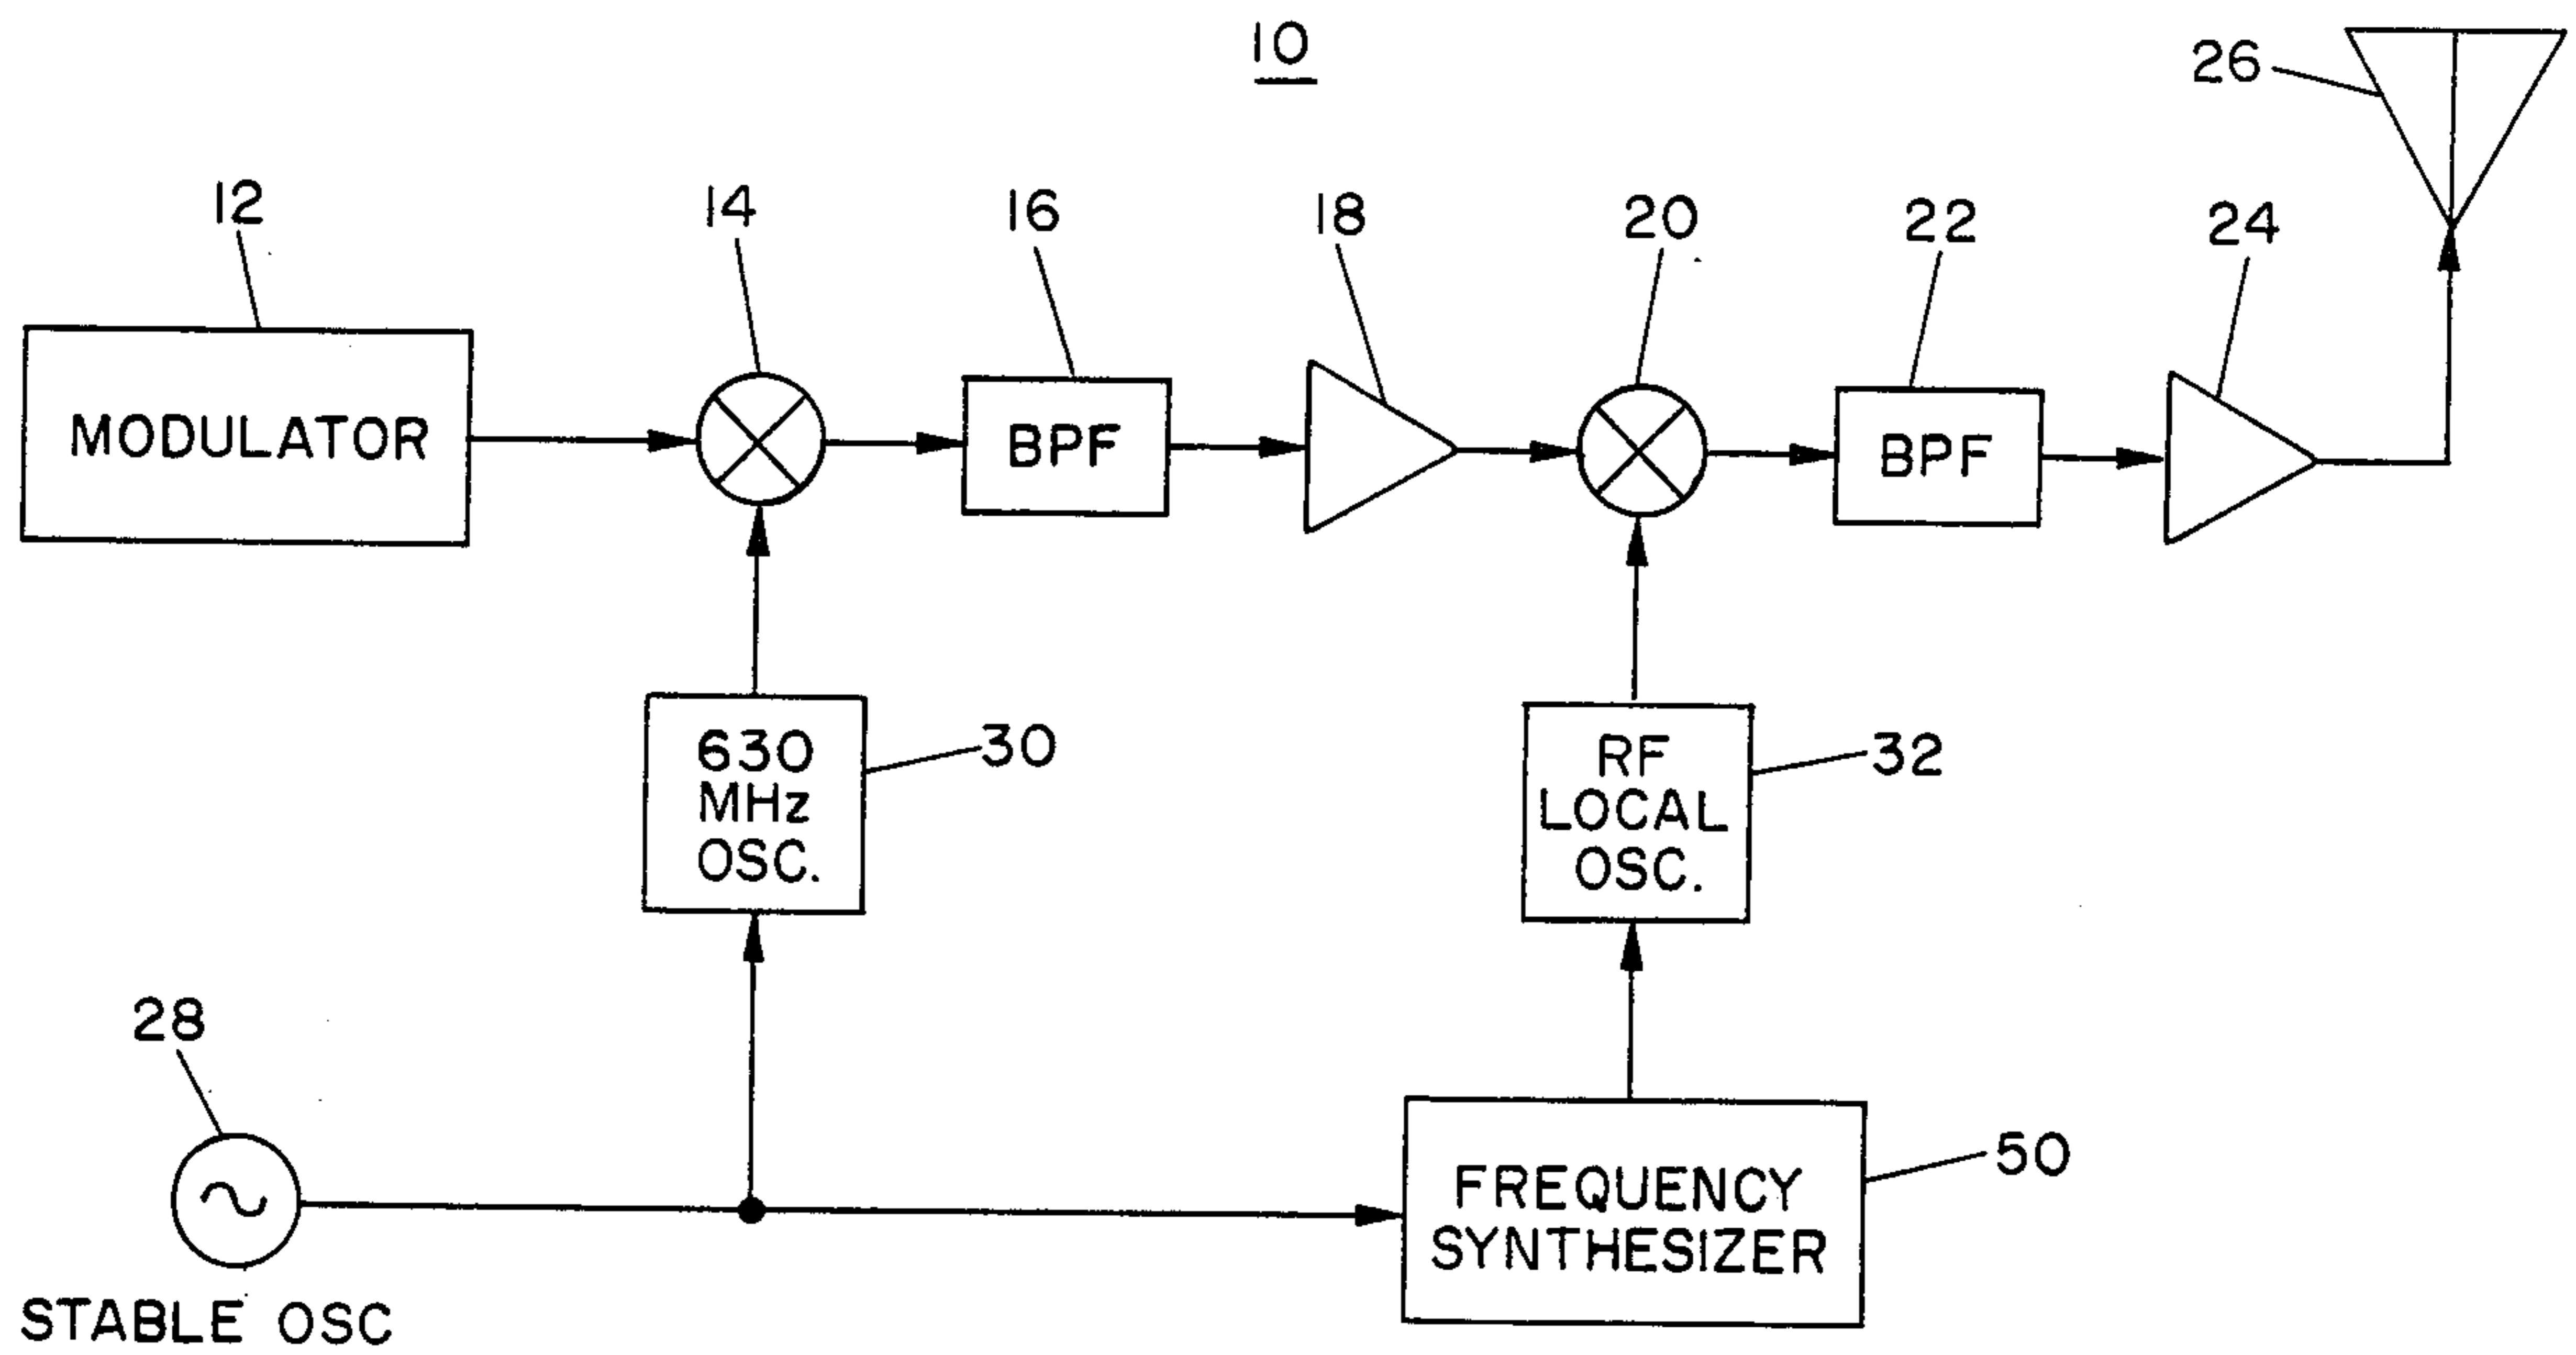 10
26
12
14
16
18
20
22
24
MODULATOR
BPF
BPF
630
MHz
OSC.
30
RF
LOCAL
OSC.
32
28
STABLE OSC
FREQUENCY
SYNTHESIZER
50